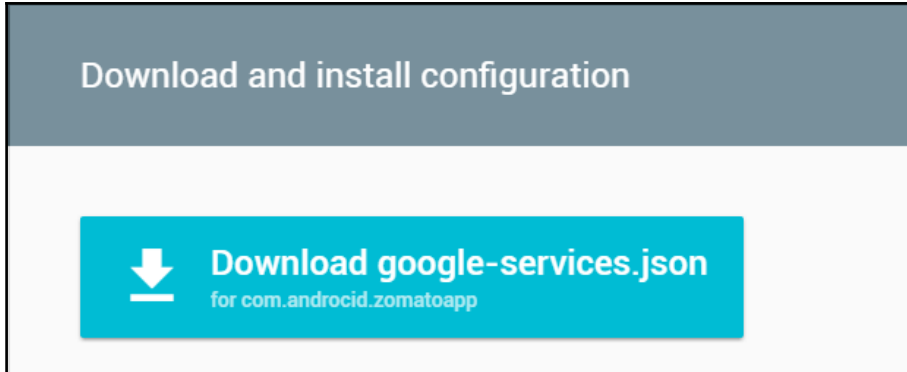 Download and install configuration
Download google-services.json
for com.androcid.zomatoapp